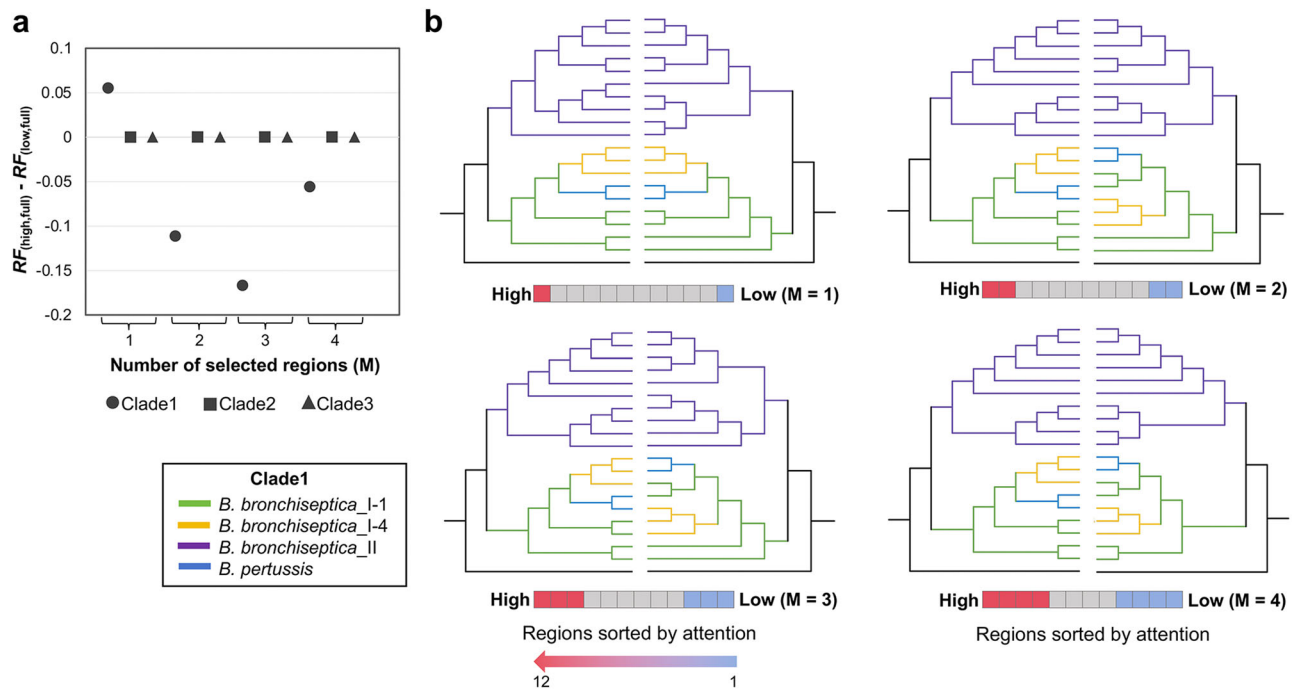 a
0.1
0.05
0
-0.05
-0.1
-0.15
-0.2
RF(high,full) - RF(low,full)
1 2 3 4
Number of selected regions (M)
Clade1 Clade2 Clade3
Clade1
B. bronchiseptica_I-1
B. bronchiseptica_I-4
B. bronchiseptica_II
B. pertussis
b
High Low (M = 1)
High Low (M = 2)
High Low (M = 3)
High Low (M = 4)
Regions sorted by attention
12 1
Regions sorted by attention